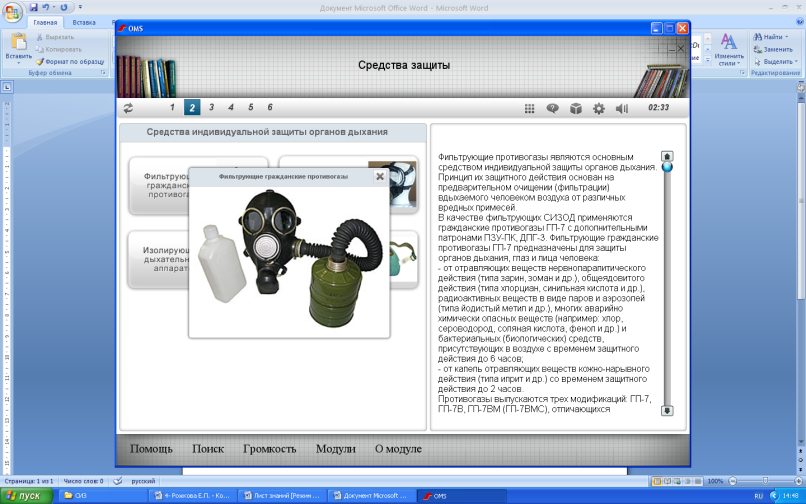 Документ Microsoft Office Word - Microsoft Word
Главная
Вставка
Вставить
Вырезать
Копировать
Формат по образцу
Буфер обмена
Изменить стили
Найти
Заменить
Выделить
Редактирование
OMS
Средства защиты
1 2 3 4 5 6
02:33
Средства индивидуальной защиты органов дыхания
Фильтрующие гражданские противогазы
Изолирующ
дыхательн
аппарат
Фильтрующие противогазы являются основным
средством индивидуальной защиты органов дыхания.
Принцип их защитного действия основан на
предварительном очищении (фильтрации)
вдыхаемого человеком воздуха от различных
вредных примесей.
В качестве фильтрующих СИЗОД применяются
гражданские противогазы ГП-7 с дополнительными
патронами ПЗУ-ПК, ДПГ-3. Фильтрующие гражданские
противогазы ГП-7 предназначены для защиты
органов дыхания, глаз и лица человека:
- от отравляющих веществ нервнопаралитического
действия (типа зарин, зоман и др.), общеядовитого
действия (типа хлорциан, синильная кислота и др.),
радиоактивных веществ в виде паров и аэрозолей
(типа йодистый метил и др.), многих аварийно
химически опасных веществ (например: хлор,
сероводород, соляная кислота, фенол и др.) и
бактериальных (биологических) средств,
присутствующих в воздухе с временем защитного
действия до 6 часов;
- от капель отравляющих веществ кожно-нарывного
действия (типа иприт и др.) со временем защитного
действия до 2 часов.
Противогазы выпускаются трех модификаций: ГП-7,
ГП-7В, ГП-7ВМ (ГП-7ВМС), отличающихся
Помощь Поиск Громкость Модули О модуле
Страница: 1 из 1 Число слов: 0 русский
100%
пуск
СИЗ
4- Рожкова Е.П. - Ко...
Лист знаний [Режим ...
Документ Microsoft ...
OMS
RU
14:48